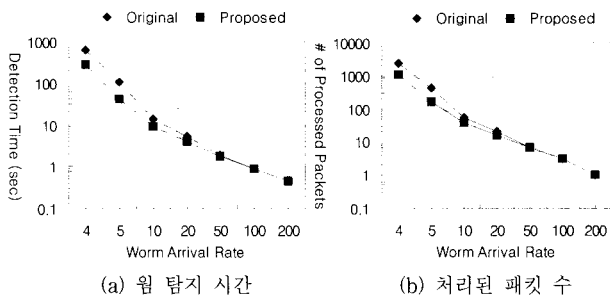 Original Proposed
1000
100
10
1
0.1
Detection Time (sec)
4 5 10 20 50 100 200
Worm Arrival Rate
(a) 웜 탐지 시간
Original Proposed
10000
1000
100
10
1
0.1
# of Processed Packets
4 5 10 20 50 100 200
Worm Arrival Rate
(b) 처리된 패킷 수